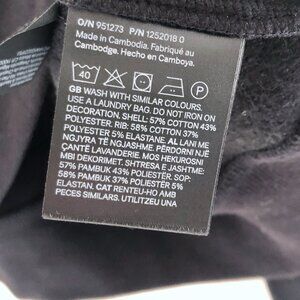 O/N 951273 P/N 1252018 0
Made in Cambodia. Fabriqué au
Cambodge. Hecho en Camboya.
40
GB WASH WITH SIMILAR COLOURS.
USE A LAUNDRY BAG. DO NOT IRON ON
DECORATION. SHELL: 57% COTTON 43%
POLYESTER. RIB: 58% COTTON 37%
POLYESTER 5% ELASTANE. AL LANI ME
NGJYRA TË NGJASHME. PËRDORNI NJË
ÇANTË LAVANDERIE. MOS HEKUROSNI
MBI DEKORIMET. SHTRESA E JASHTME:
57% PAMBUK 43% POLIESTËR. SPOJ:
58% PAMBUK 37% POLIESTËR 5%
ELASTAN. CAT RENTEU-HO AMB
PECES SIMILARS. UTILITZEU UNA